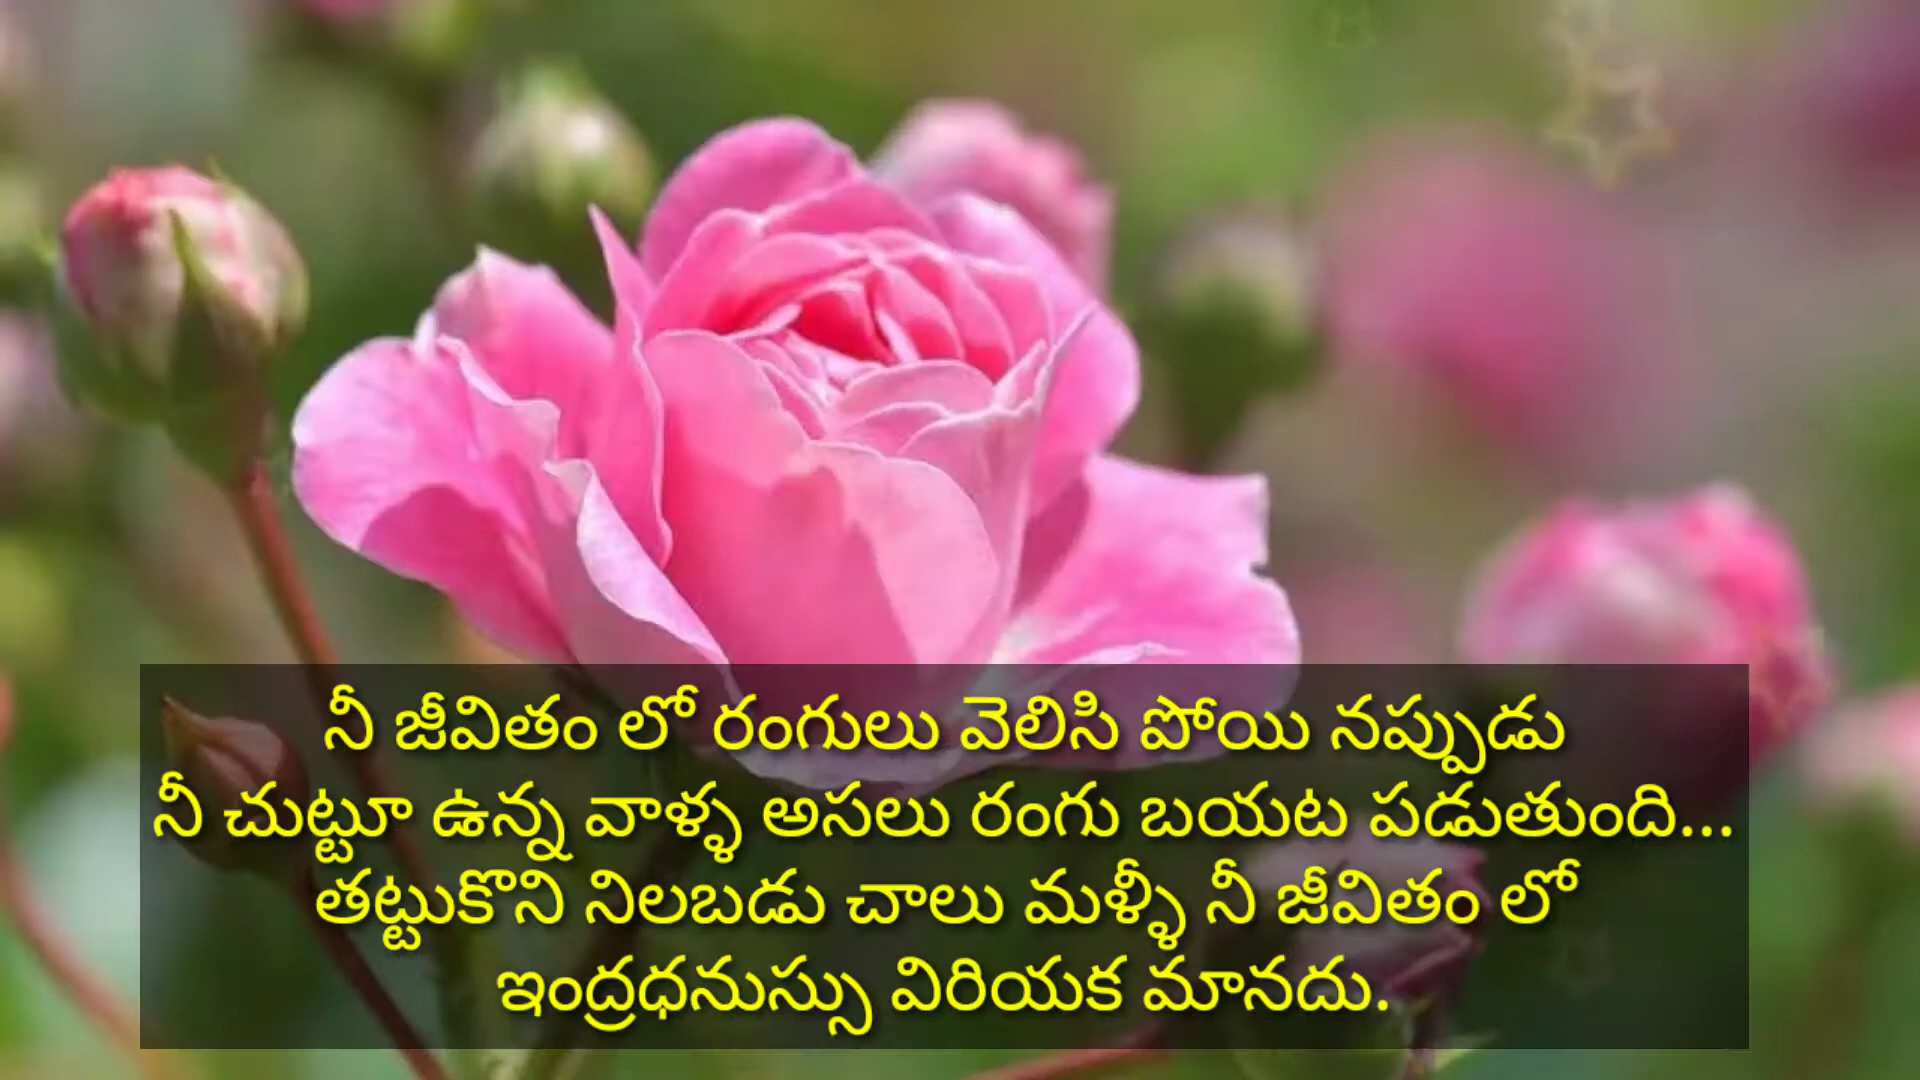 నీ జీవితం లో రంగులు వెలిసి పోయి నప్పుడు
నీ చుట్టూ ఉన్న వాళ్ళ అసలు రంగు బయట పడుతుంది...
తట్టుకొని నిలబడు చాలు మళ్ళీ నీ జీవితం లో
ఇంద్రధనుస్సు విరియక మానదు.